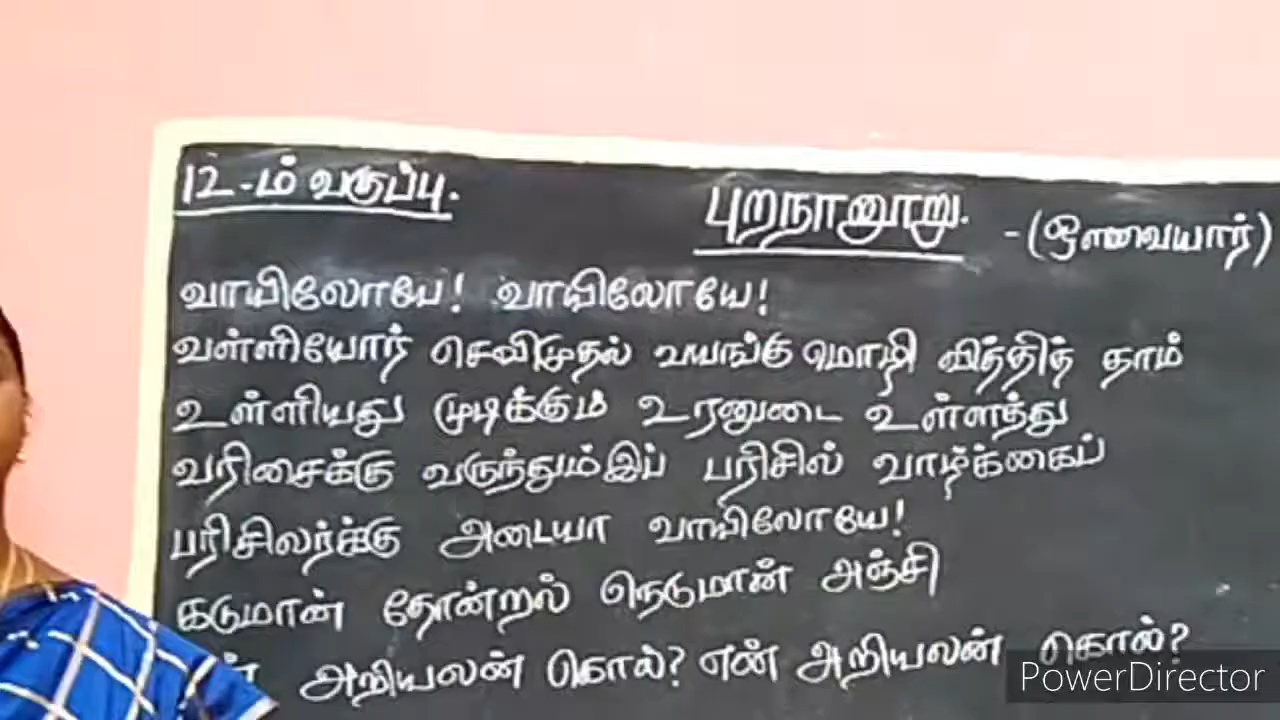 12-ம் வகுப்பு.
புறநானூறு.
-(ஔவையார்)
வாயிலோயே! வாயிலோயே!
வள்ளியோர் செவிமுதல் வயங்கு மொழி வித்தித் தாம்
உள்ளியது முடிக்கும் உரனுடை உள்ளத்து
வரிசைக்கு வருந்தும்இப் பரிசில் வாழ்க்கைப்
பரிசிலர்க்கு அடையா வாயிலோயே!
கடுமான் தோன்றல் நெடுமான் அஞ்சி
அறியலன் கொல்? என் அறியலன் கொல்?
PowerDirector